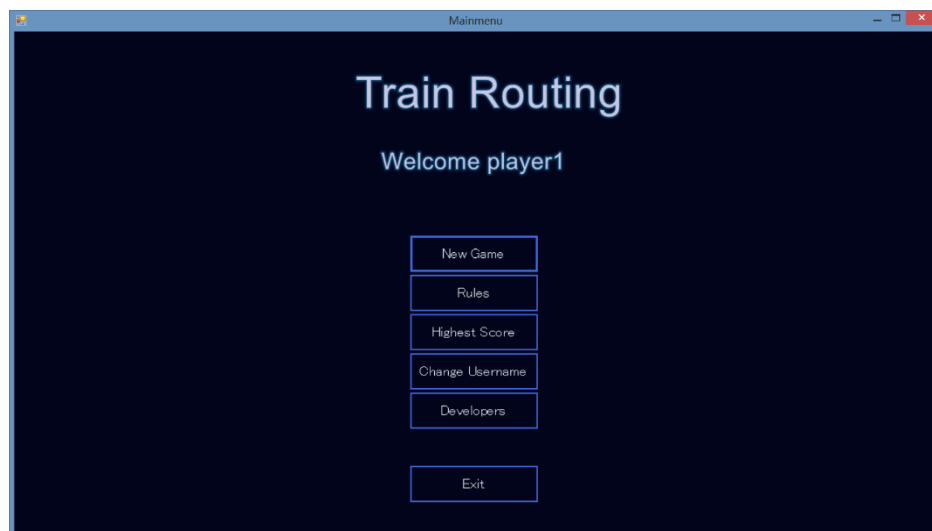 Mainmenu
Train Routing
Welcome player1
New Game
Rules
Highest Score
Change Username
Developers
Exit